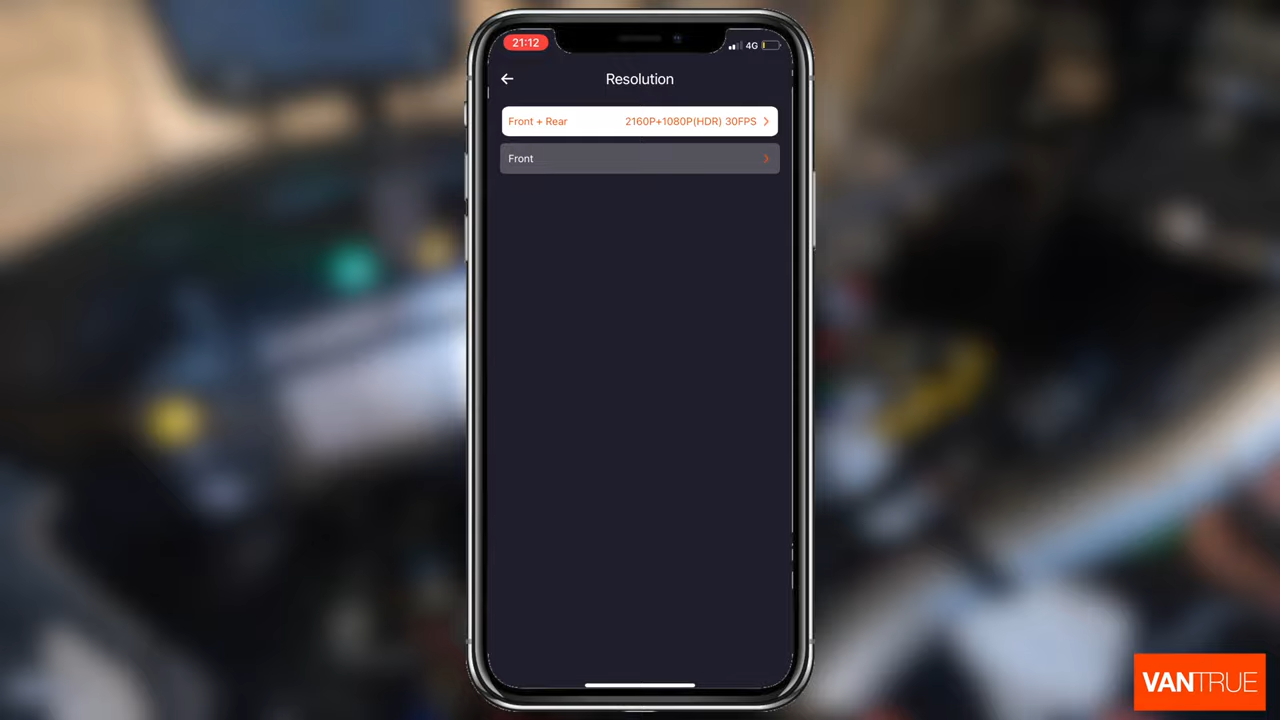 21:12
4G
Resolution
Front + Rear 2160P+1080P(HDR) 30FPS
Front
VANTRUE